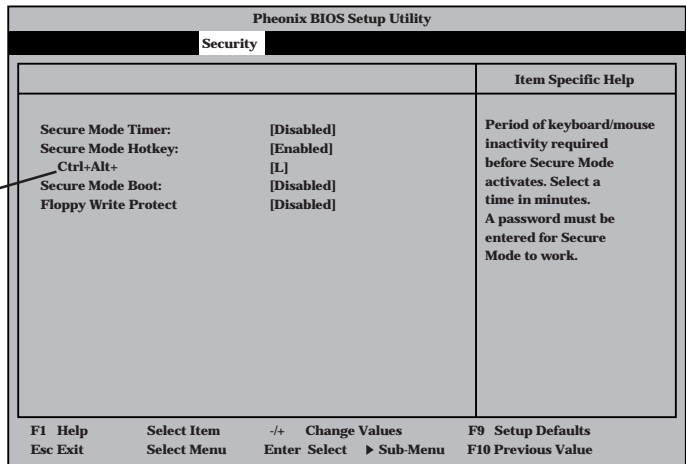 Pheonix BIOS Setup Utility
Security
Item Specific Help
Secure Mode Timer: [Disabled]
Secure Mode Hotkey: [Enabled]
Ctrl+Alt+ [L]
Secure Mode Boot: [Disabled]
Floppy Write Protect [Disabled]
Period of keyboard/mouse
inactivity required
before Secure Mode
activates. Select a
time in minutes.
A password must be
entered for Secure
Mode to work.
F1 Help Select Item -/+ Change Values F9 Setup Defaults
Esc Exit Select Menu Enter Select ▶ Sub-Menu F10 Previous Value